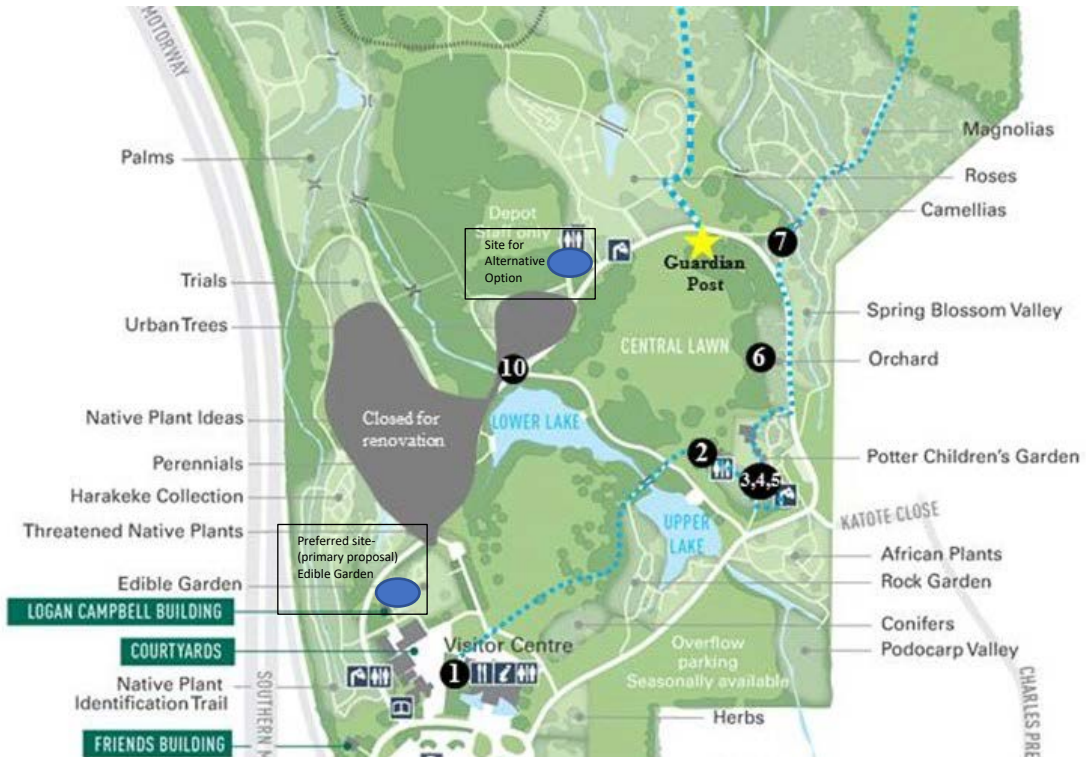 MOTORWAY
Magnolias
Palms
Roses
Depot
Staff only
Camellias
Site for
Alternative
Option
7
Guardian
Post
Trials
Spring Blossom Valley
Urban Trees
CENTRAL LAWN
6
Orchard
10
Native Plant Ideas
Closed for
renovation
LOWER LAKE
2
Potter Children's Garden
Perennials
3,4,5
Harakeke Collection
KATOTE CLOSE
Threatened Native Plants
UPPER
LAKE
Preferred site-
(primary proposal)
Edible Garden
African Plants
Edible Garden
Rock Garden
LOGAN CAMPBELL BUILDING
Conifers
COURTYARDS
Visitor Centre
Overflow
parking
Seasonally available
Podocarp Valley
1
Native Plant
Identification Trail
SOUTHERN M
CHARLES PRE
Herbs
FRIENDS BUILDING